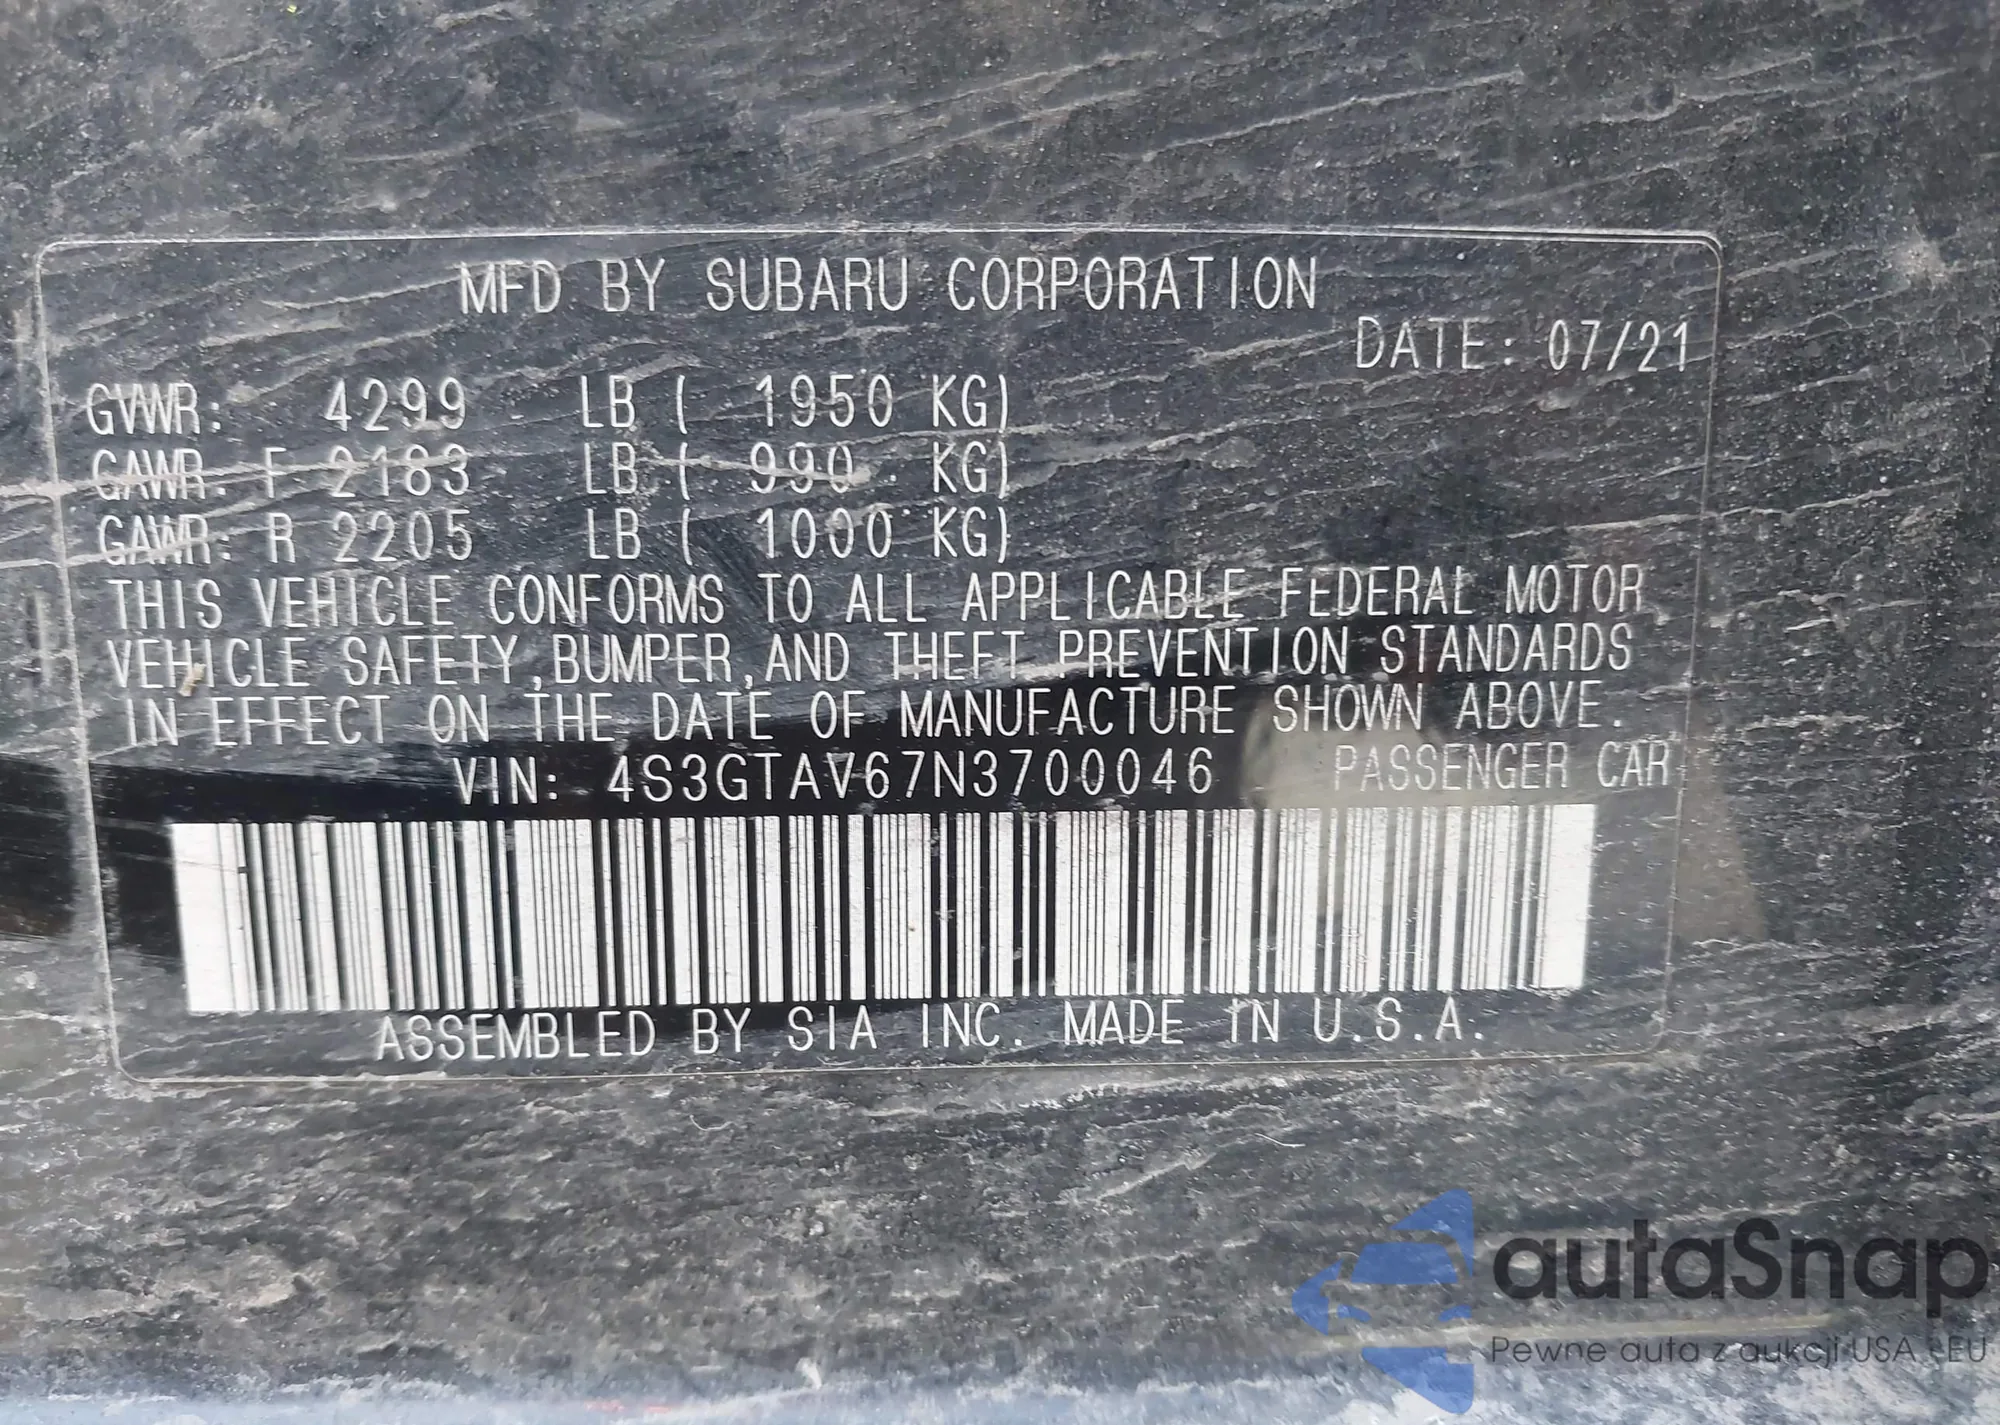 MFD BY SUBARU CORPORATION
DATE: 07/21
GVWR: 4299 LB ( 1950 KG)
GAWR: F 2183 LB ( 990 KG)
GAWR: R 2205 LB ( 1000 KG)
THIS VEHICLE CONFORMS TO ALL APPLICABLE FEDERAL MOTOR
VEHICLE SAFETY,BUMPER,AND THEFT PREVENTION STANDARDS
IN EFFECT ON THE DATE OF MANUFACTURE SHOWN ABOVE.
VIN: 4S3GTAV67N3700046 PASSENGER CAR
ASSEMBLED BY SIA INC. MADE IN U.S.A.
autaSnap
Pewne auta z aukcji USA i EU